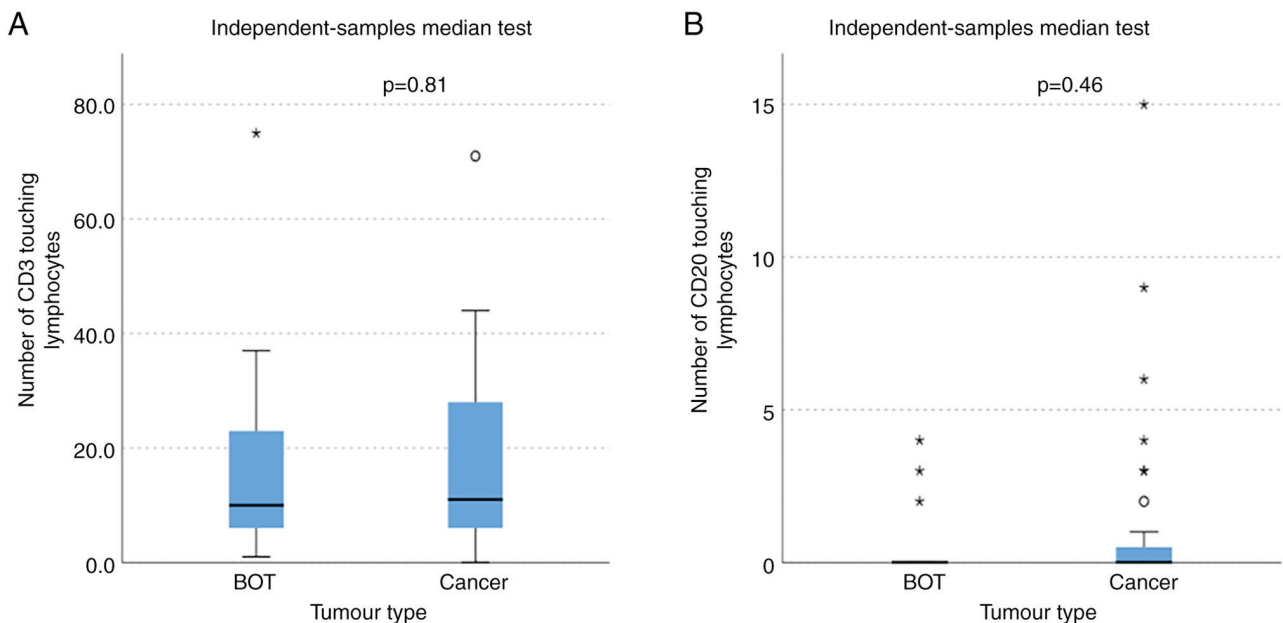 A
Independent-samples median test
p=0.81
Number of CD3 touching
lymphocytes
80.0
60.0
40.0
20.0
0.0
BOT
Cancer
Tumour type
B
Independent-samples median test
p=0.46
Number of CD20 touching
lymphocytes
15
10
5
0
BOT
Cancer
Tumour type